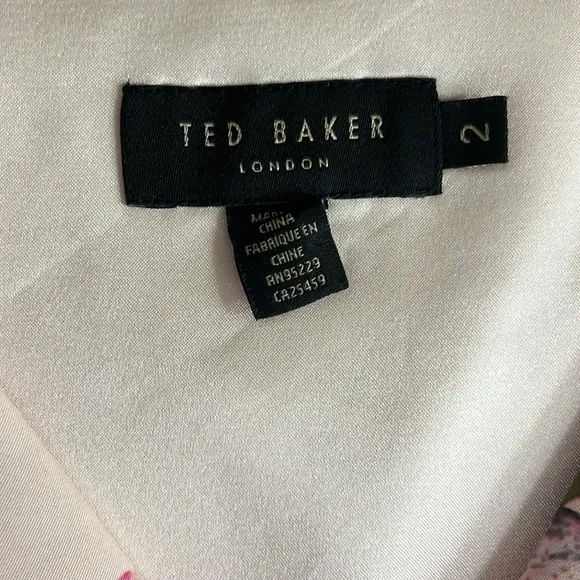 TED BAKER
LONDON
2
CHINA
FABRIQUE EN
CHINE
RN95229
CA25459